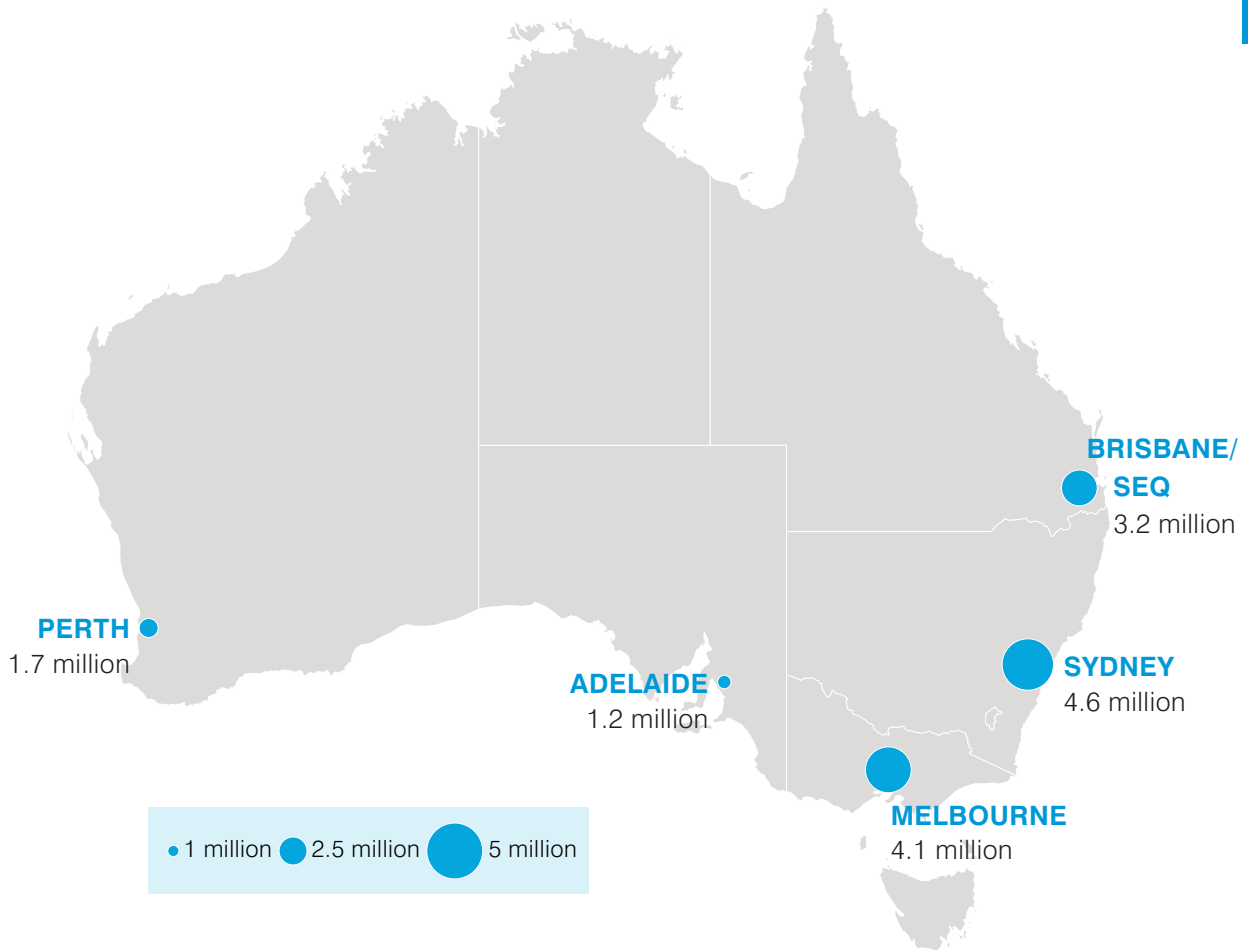 BRISBANE/
SEQ
3.2 million
PERTH
1.7 million
SYDNEY
4.6 million
ADELAIDE
1.2 million
MELBOURNE
4.1 million
1 million 2.5 million 5 million